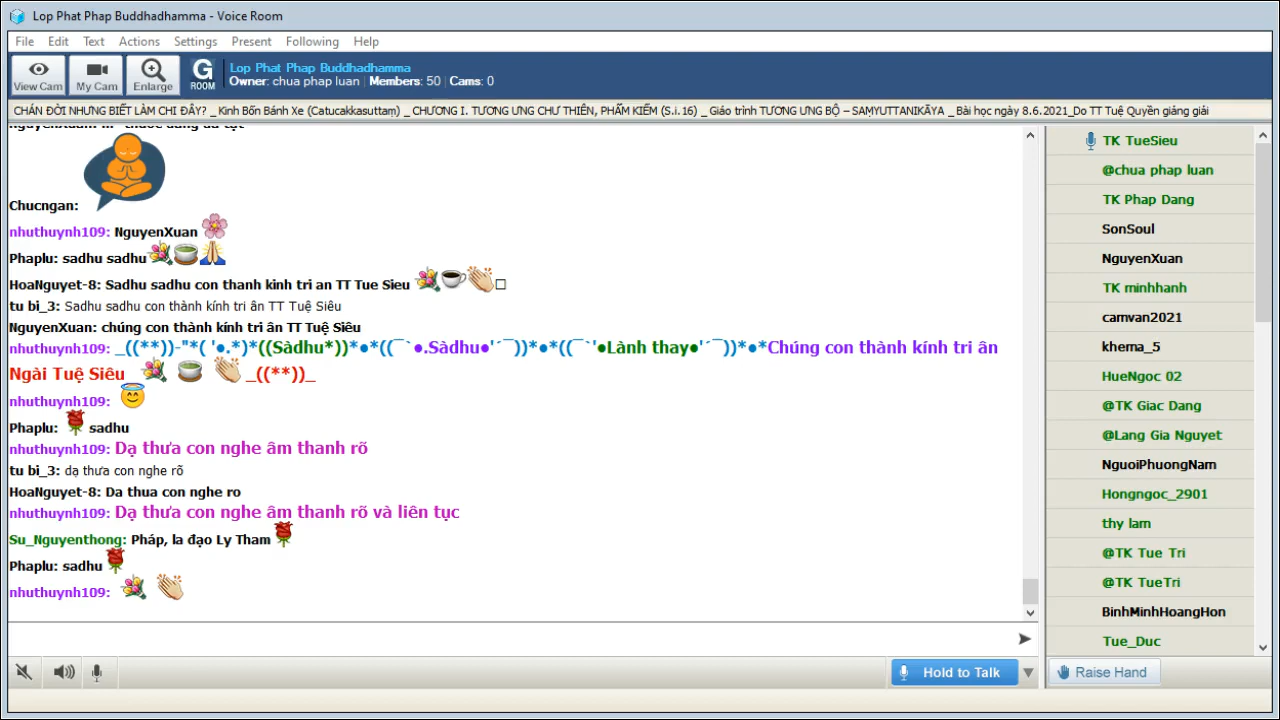 Lop Phat Phap Buddhadhamma - Voice Room
File Edit Text Actions Settings Present Following Help
View Cam My Cam Enlarge G ROOM
Lop Phat Phap Buddhadhamma
Owner: chua phap luan | Members: 50 | Cams: 0
CHÁN ĐỜI NHƯNG BIẾT LÀM CHI ĐÂY? _ Kinh Bốn Bánh Xe (Catucakkasuttaṃ) _ CHƯƠNG I. TƯƠNG ƯNG CHƯ THIÊN, PHẨM KIẾM (S.i.16) _ Giáo trình TƯƠNG ƯNG BỘ – SAṂYUTTANIKĀYA _ Bài học ngày 8.6.2021_Do TT Tuệ Quyền giảng giải
Chucngan:
nhuthuynh109: NguyenXuan
Phaplu: sadhu sadhu
HoaNguyet-8: Sadhu sadhu con thanh kinh tri an TT Tue Sieu
tu bi_3: Sadhu sadhu con thành kính tri ân TT Tuệ Siêu
NguyenXuan: chúng con thành kính tri ân TT Tuệ Siêu
nhuthuynh109: _((**))-"*( '●.*)*((Sàdhu*))*●*((¯`●.Sàdhu●'´¯))*●*((¯`'●Lành thay●'´¯))*●*Chúng con thành kính tri ân
Ngài Tuệ Siêu _((**))_
nhuthuynh109:
Phaplu: sadhu
nhuthuynh109: Dạ thưa con nghe âm thanh rõ
tu bi_3: dạ thưa con nghe rõ
HoaNguyet-8: Da thua con nghe ro
nhuthuynh109: Dạ thưa con nghe âm thanh rõ và liên tục
Su_Nguyenthong: Pháp, la đạo Ly Tham
Phaplu: sadhu
nhuthuynh109:
TK TueSieu
@chua phap luan
TK Phap Dang
SonSoul
NguyenXuan
TK minhhanh
camvan2021
khema_5
HueNgoc 02
@TK Giac Dang
@Lang Gia Nguyet
NguoiPhuongNam
Hongngoc_2901
thy lam
@TK Tue Tri
@TK TueTri
BinhMinhHoangHon
Tue_Duc
Hold to Talk
Raise Hand